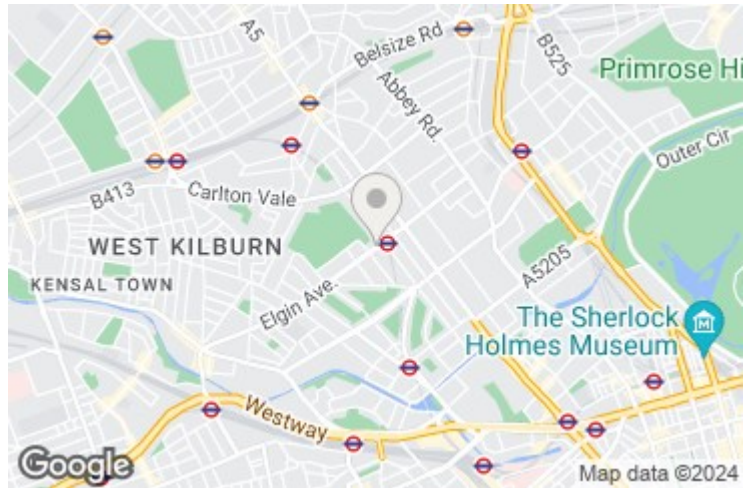 A5
Belsize Rd
B525
Abbey Rd.
Primrose Hi
Outer Cir
B413
Carlton Vale
WEST KILBURN
KENSAL TOWN
Elgin Ave.
A5205
The Sherlock
Holmes Museum
Westway
Google
Map data ©2024